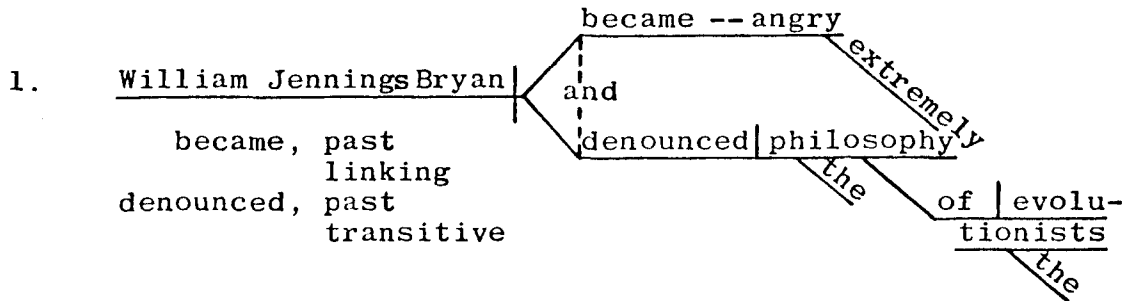 became -- angry
extremely
1. William Jennings Bryan
and
became, past
linking
denounced, past
transitive
denounced philosophy
the
of evolu-
tionists
the